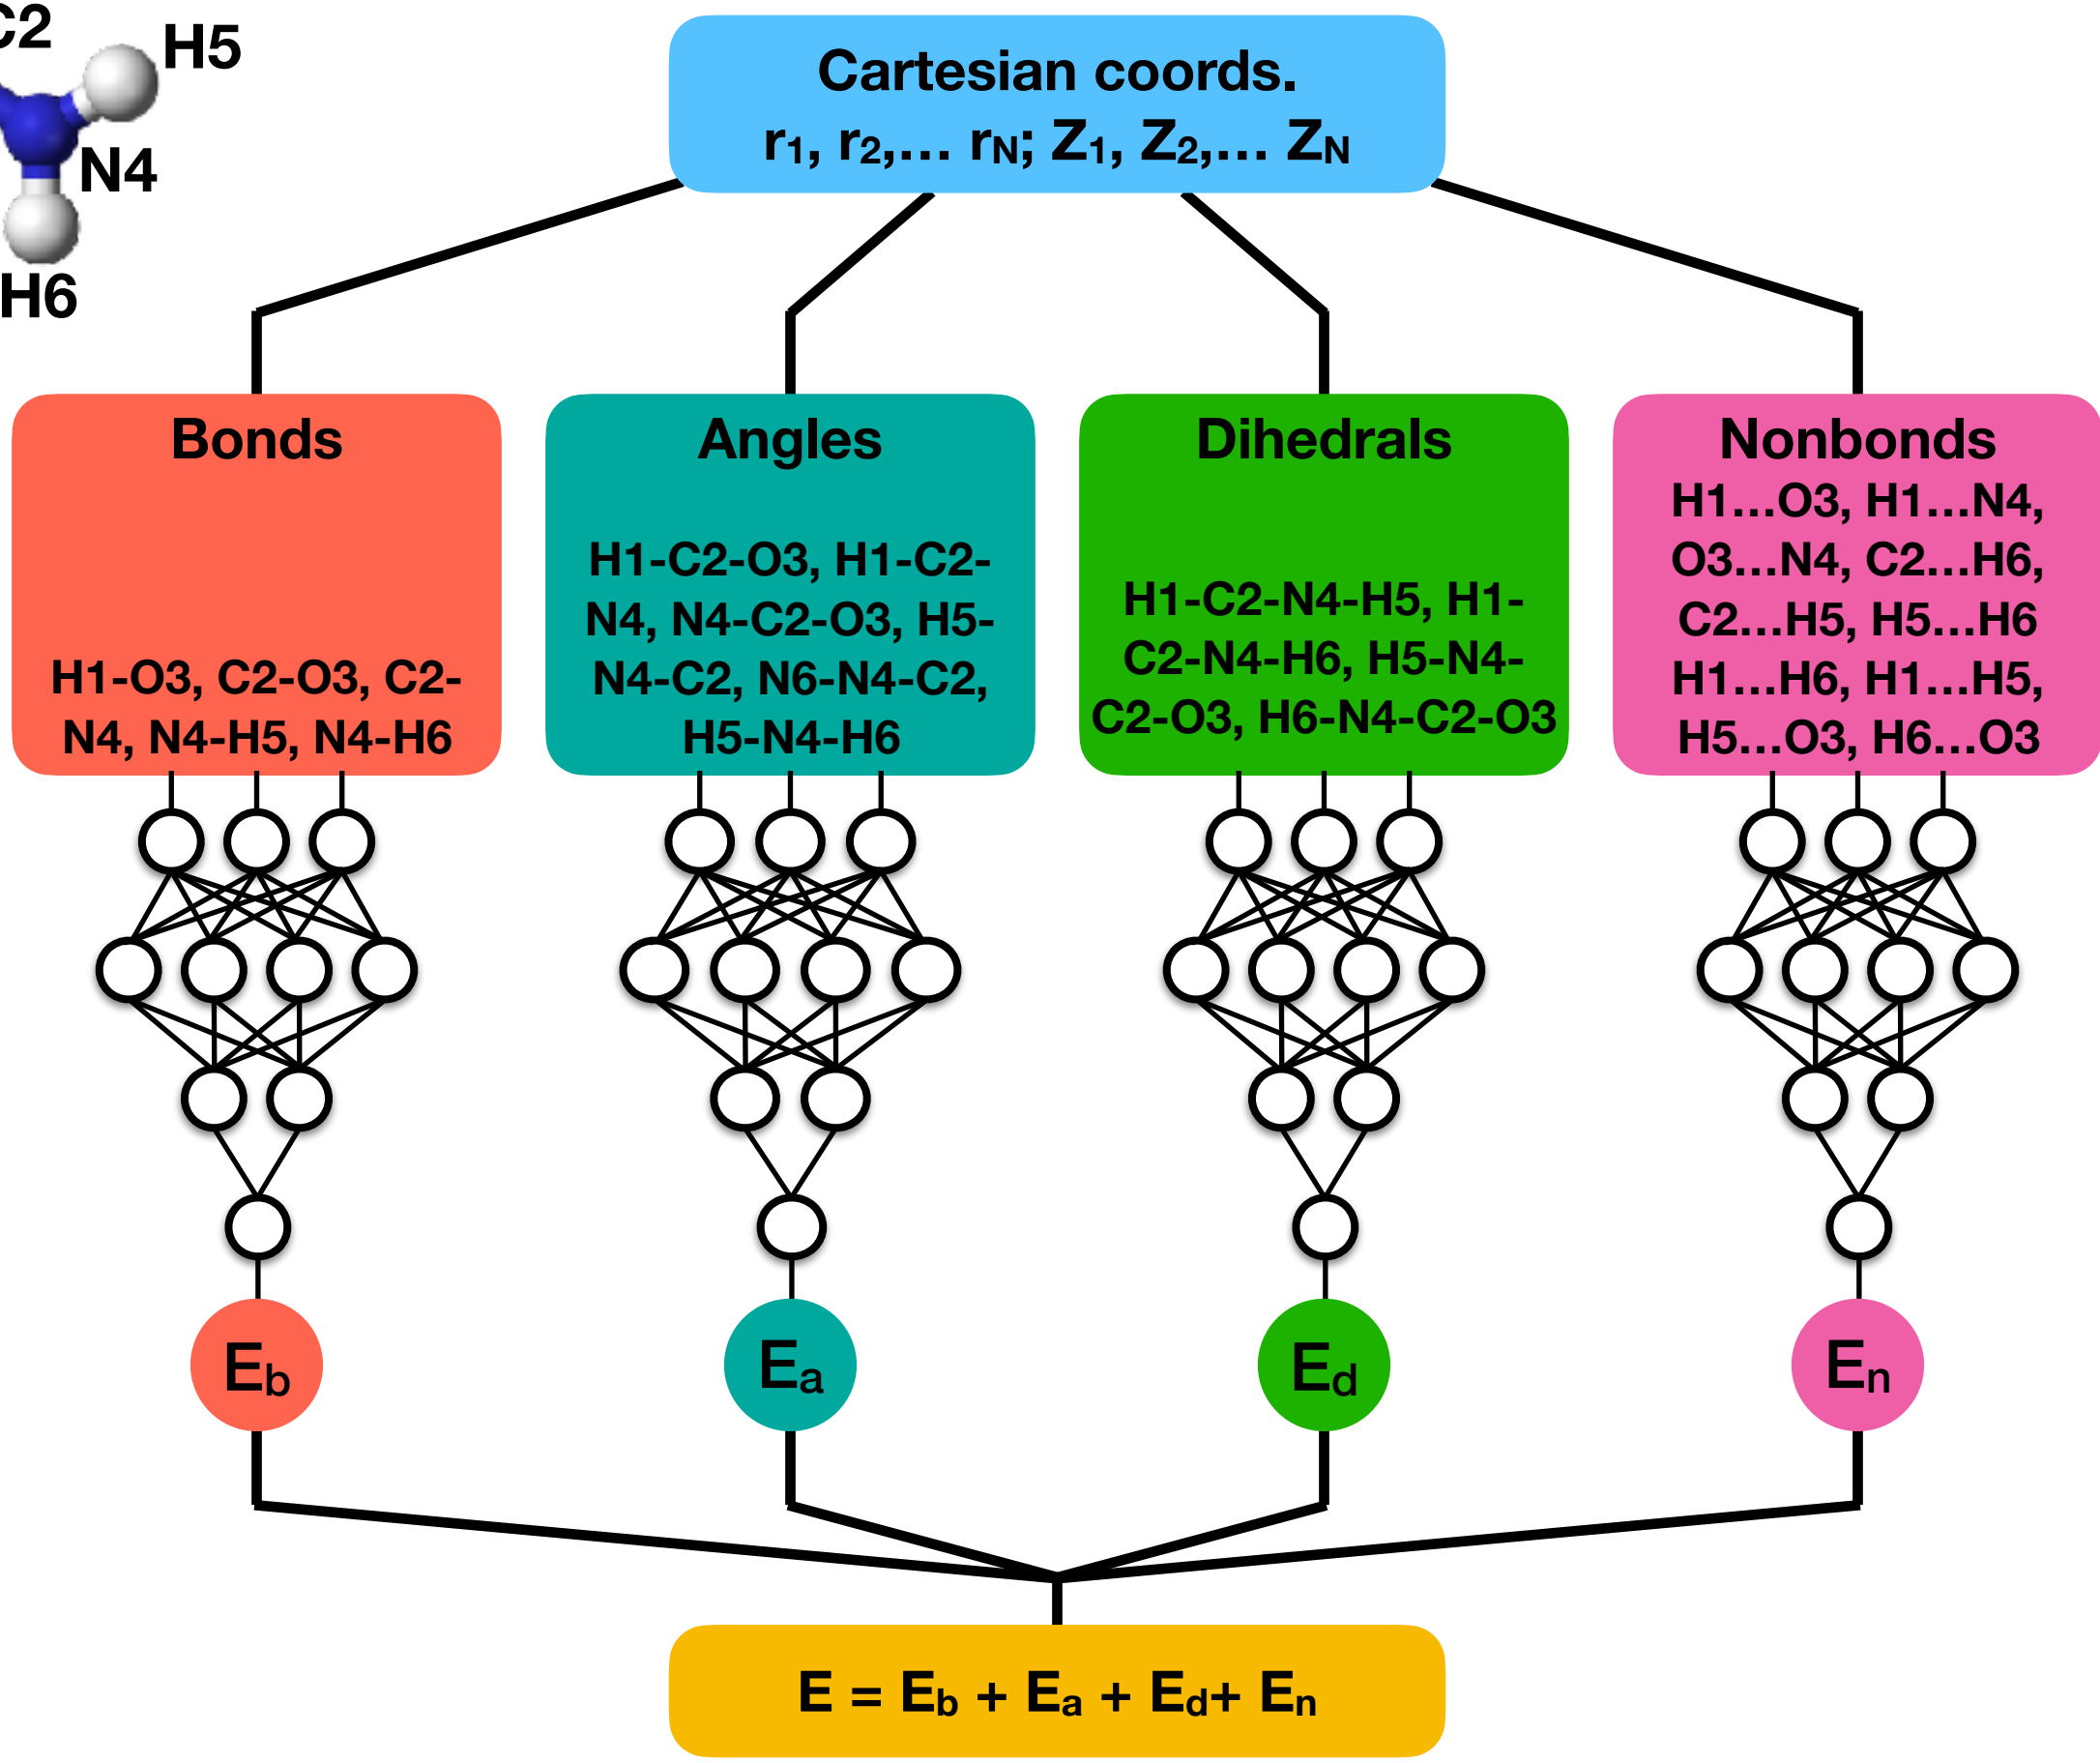 C2
H5
N4
H6
Cartesian coords.
r1, r2,… rN; Z1, Z2,… ZN
Bonds
H1-O3, C2-O3, C2-
N4, N4-H5, N4-H6
Angles
H1-C2-O3, H1-C2-
N4, N4-C2-O3, H5-
N4-C2, N6-N4-C2,
H5-N4-H6
Dihedrals
H1-C2-N4-H5, H1-
C2-N4-H6, H5-N4-
C2-O3, H6-N4-C2-O3
Nonbonds
H1…O3, H1…N4,
O3…N4, C2…H6,
C2…H5, H5…H6
H1…H6, H1…H5,
H5…O3, H6…O3
Eb
Ea
Ed
En
E = Eb + Ea + Ed+ En